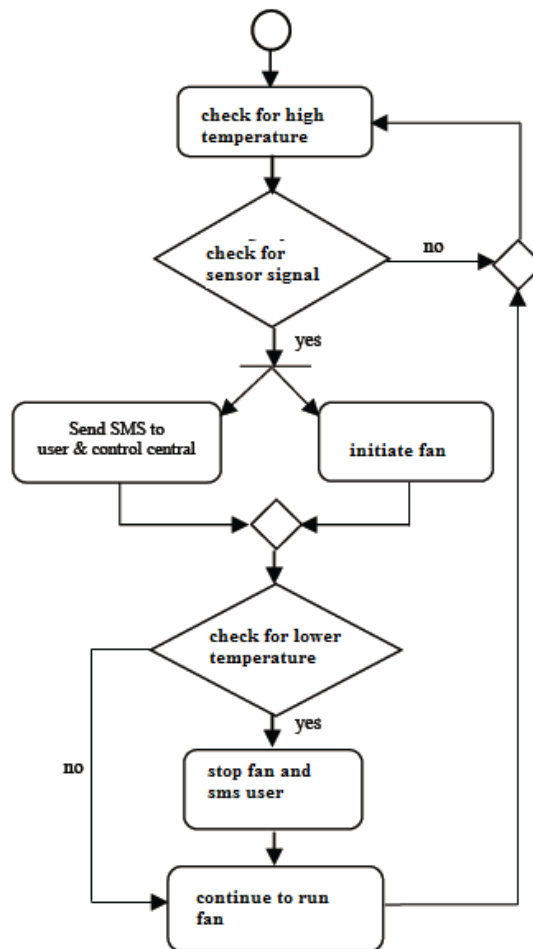 check for high
temperature
check for
sensor signal
no
yes
Send SMS to
user & control central
initiate fan
check for lower
temperature
yes
no
stop fan and
sms user
continue to run
fan